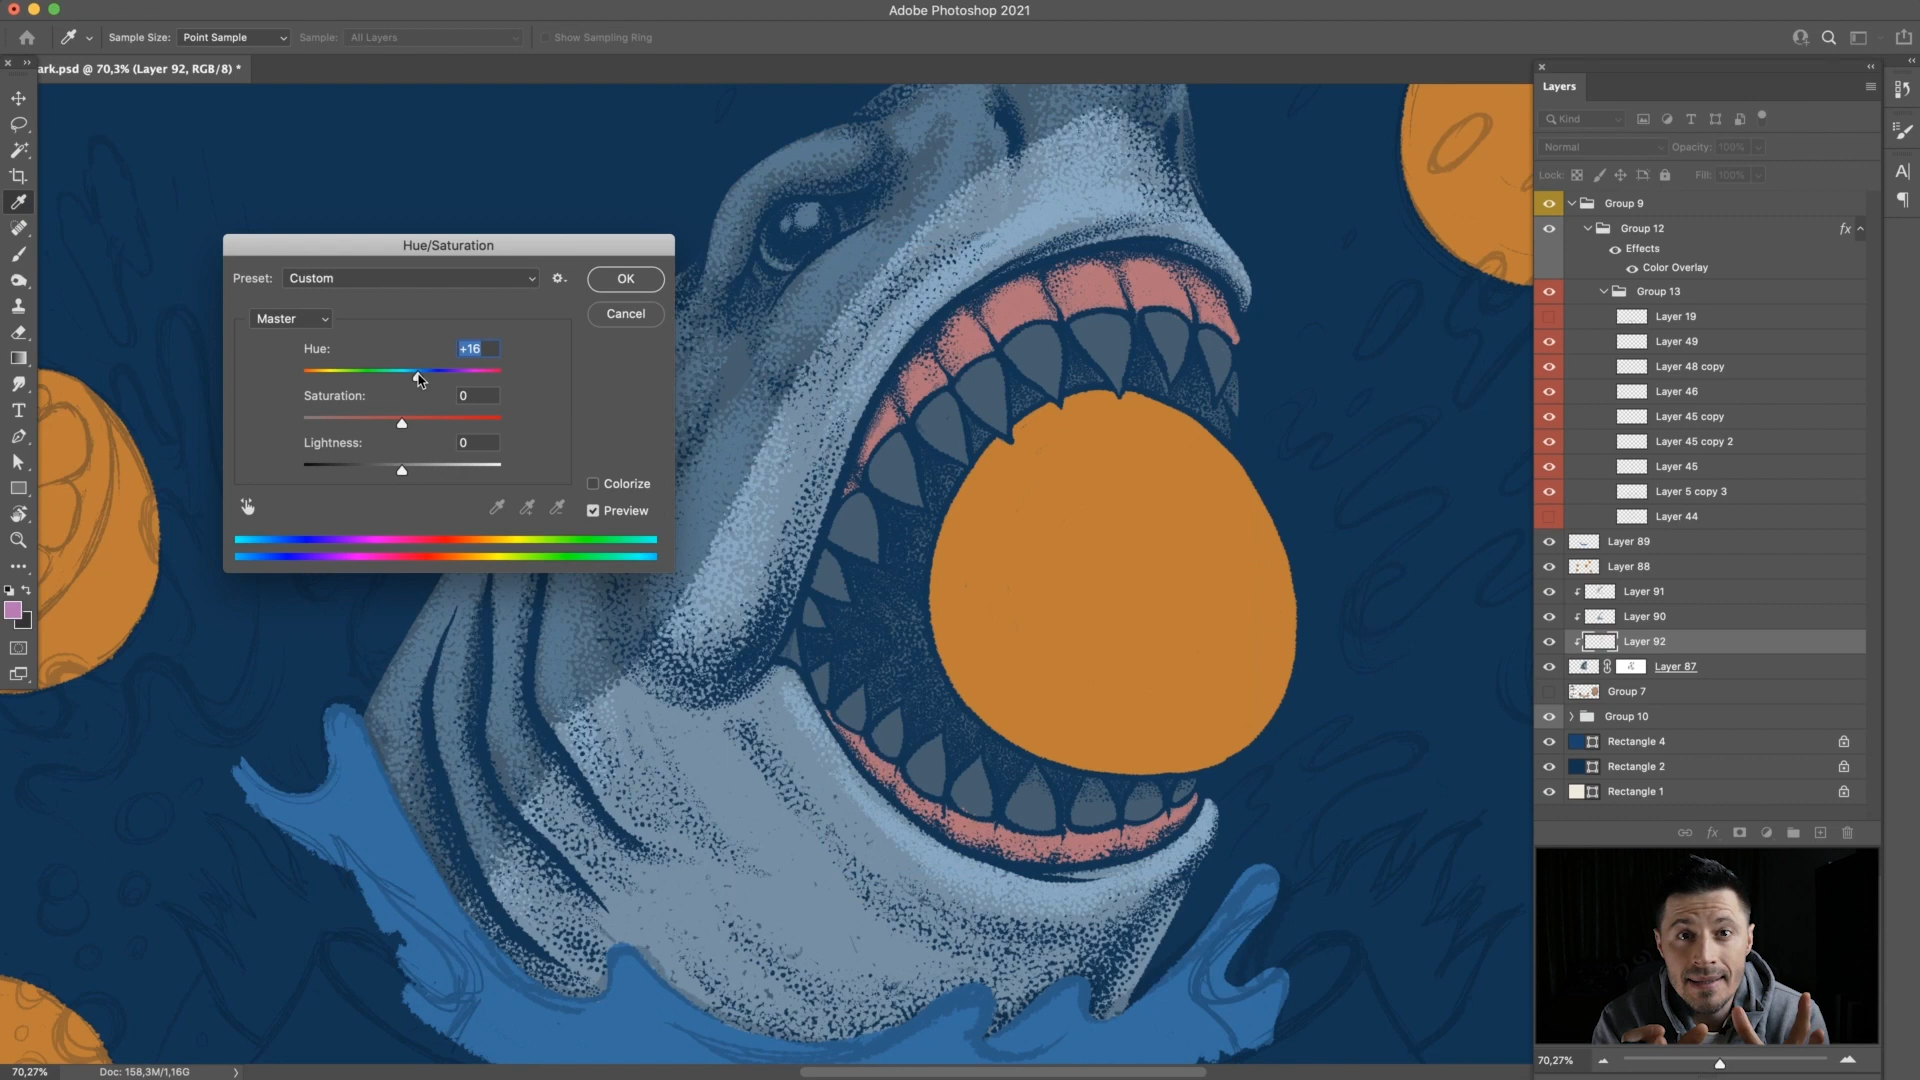 Adobe Photoshop 2021
Sample Size: Point Sample Sample: All Layers Show Sampling Ring
ark.psd @ 70,3% (Layer 92, RGB/8) *
Hue/Saturation
Preset: Custom
OK
Cancel
Master
Hue: +16
Saturation: 0
Lightness: 0
Colorize
Preview
Layers
Kind
Normal Opacity: 100%
Lock: Fill: 100%
Group 9
Group 12 fx
Effects
Color Overlay
Group 13
Layer 19
Layer 49
Layer 48 copy
Layer 46
Layer 45 copy
Layer 45 copy 2
Layer 45
Layer 5 copy 3
Layer 44
Layer 89
Layer 88
Layer 91
Layer 90
Layer 92
Layer 87
Group 7
Group 10
Rectangle 4
Rectangle 2
Rectangle 1
fx
70,27%
70,27% Doc: 158,3M/1,16G